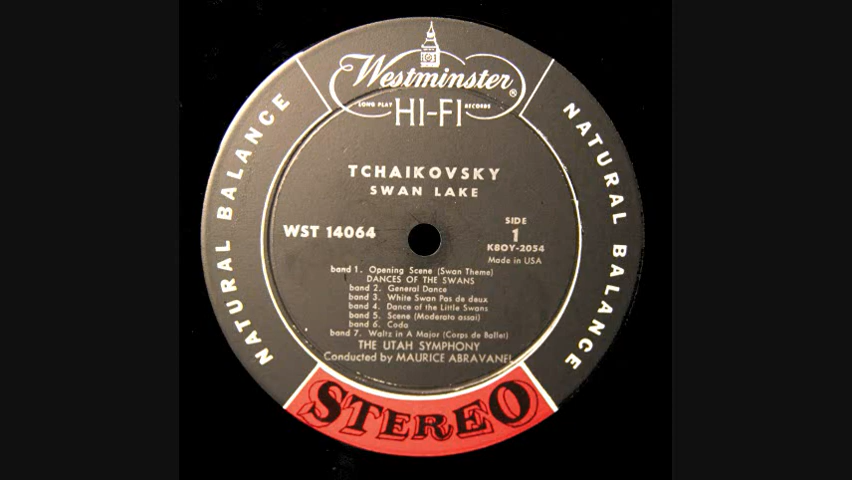 Westminster ®
LONG PLAY RECORDS
HI-FI
NATURAL BALANCE
NATURAL BALANCE
TCHAIKOVSKY
SWAN LAKE
WST 14064
SIDE
1
K8OY-2054
Made in USA
band 1. Opening Scene (Swan Theme)
DANCES OF THE SWANS
band 2. General Dance
band 3. White Swan Pas de deux
band 4. Dance of the Little Swans
band 5. Scene (Moderato assai)
band 6. Coda
band 7. Waltz in A Major (Corps de Ballet)
THE UTAH SYMPHONY
Conducted by MAURICE ABRAVANEL
STEREO